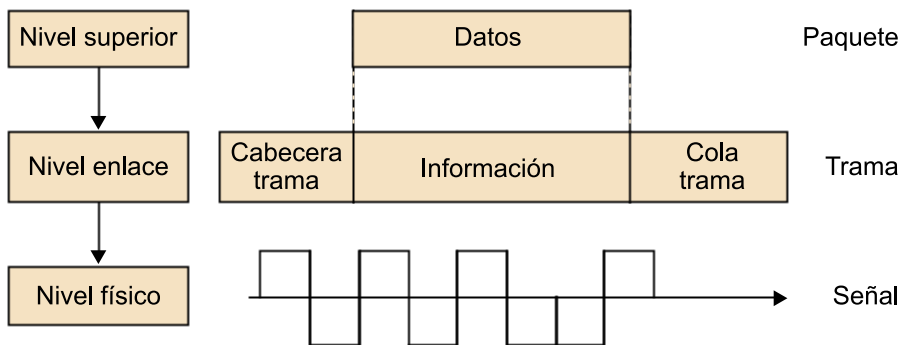 Nivel superior
Datos
Paquete
Nivel enlace
Cabecera
trama
Información
Cola
trama
Trama
Nivel físico
Señal